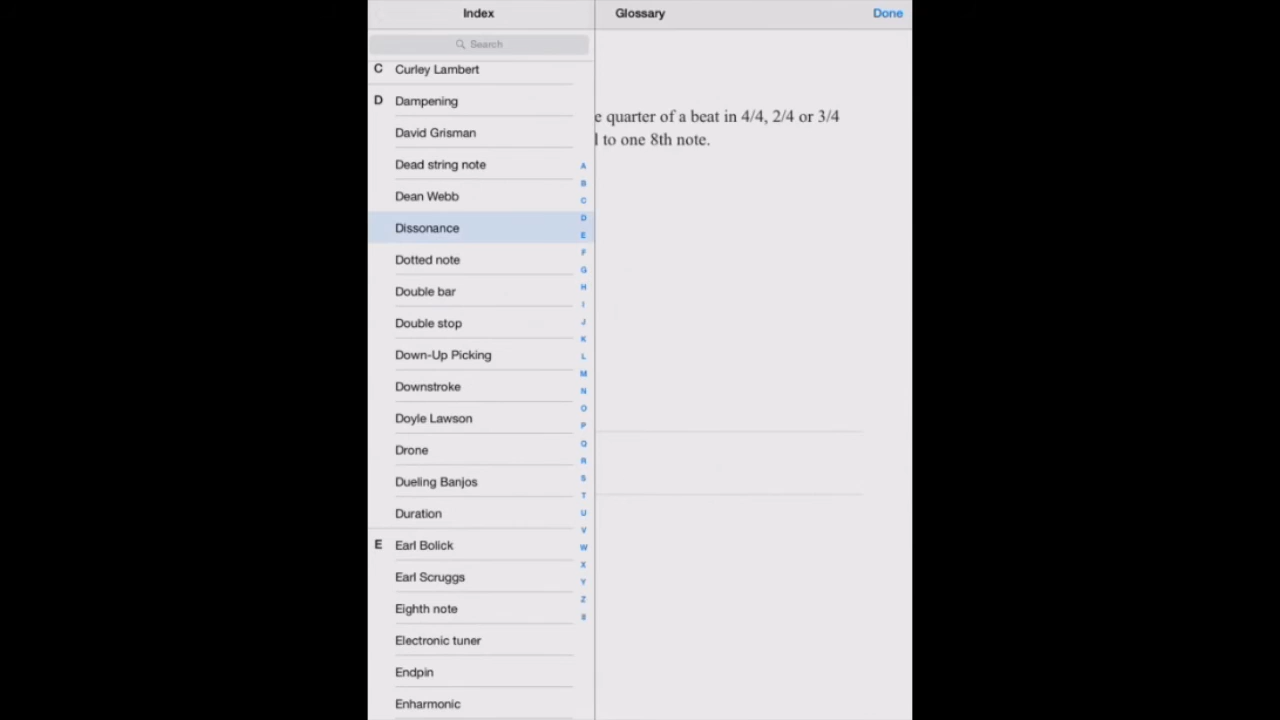 Index
Search
C Curley Lambert
D Dampening
David Grisman
Dead string note
Dean Webb
Dissonance
Dotted note
Double bar
Double stop
Down-Up Picking
Downstroke
Doyle Lawson
Drone
Dueling Banjos
Duration
E Earl Bolick
Earl Scruggs
Eighth note
Electronic tuner
Endpin
Enharmonic
A
B
C
D
E
F
G
H
I
J
K
L
M
N
O
P
Q
R
S
T
U
V
W
X
Y
Z
#
Glossary
Done
e quarter of a beat in 4/4, 2/4 or 3/4
l to one 8th note.